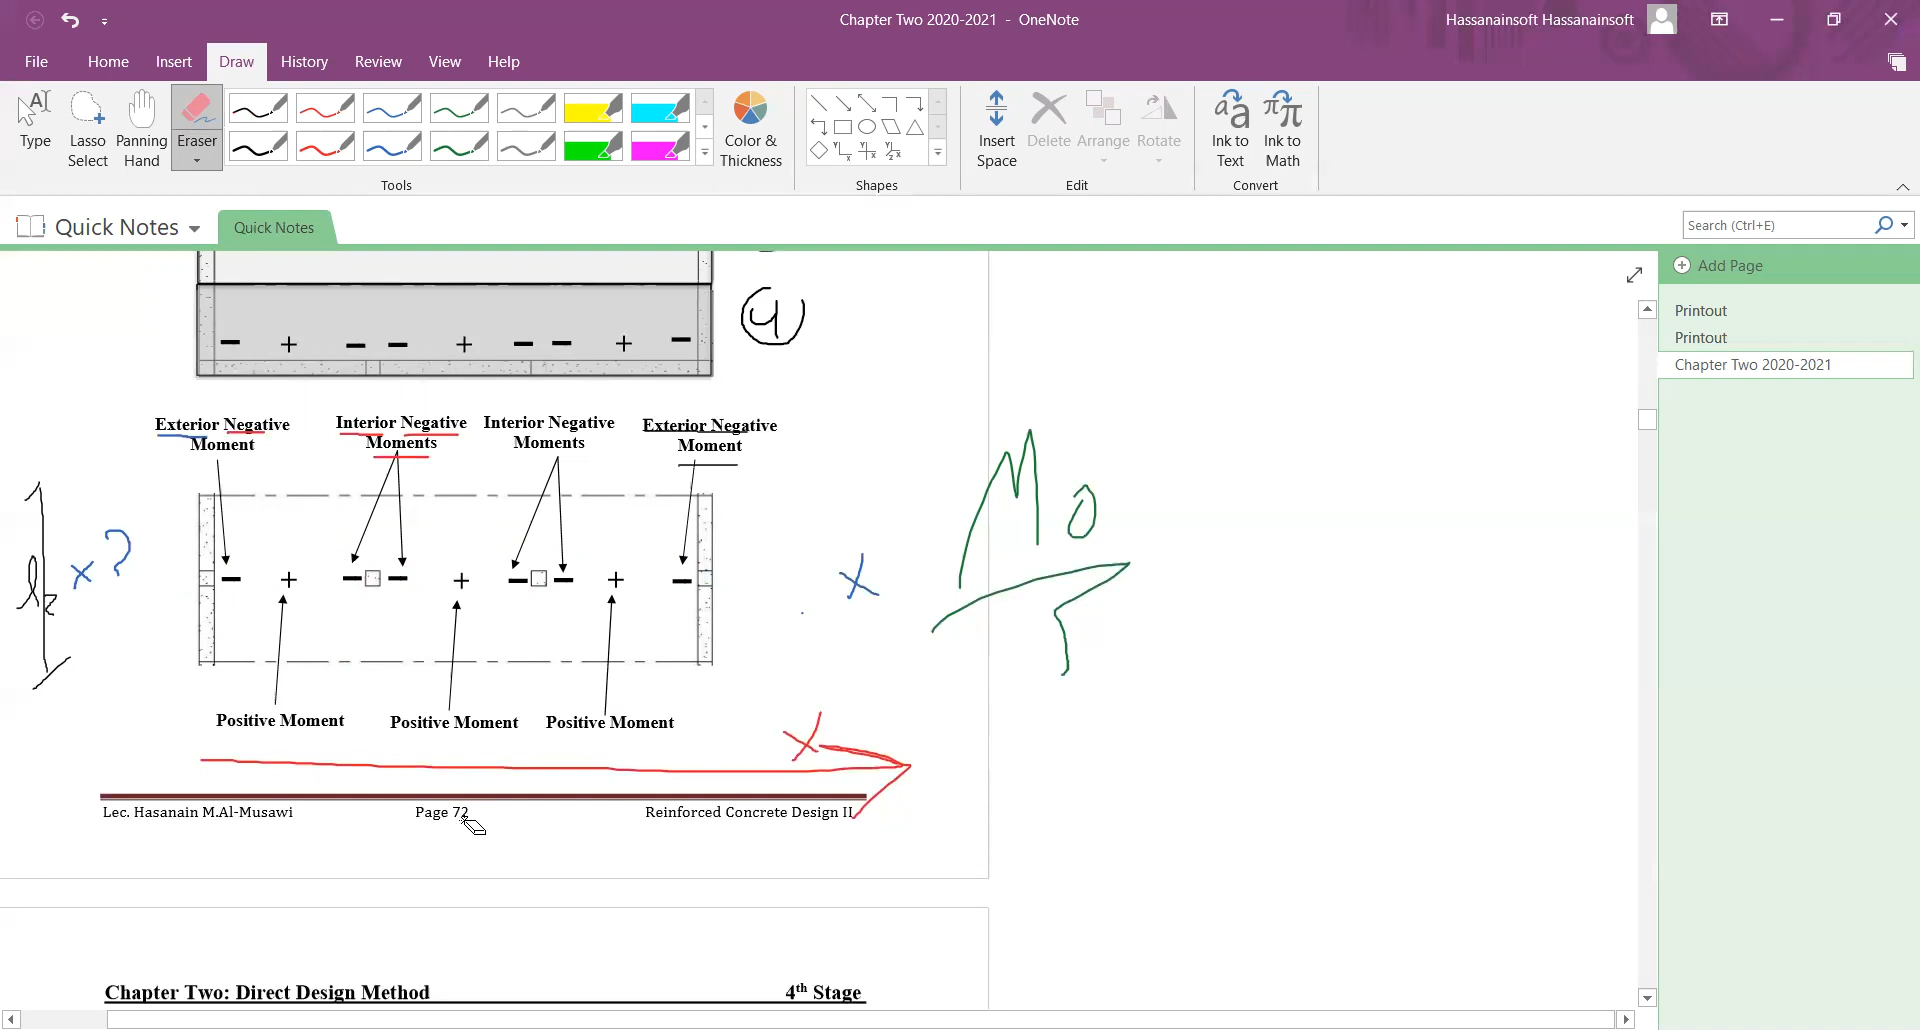 Chapter Two 2020-2021 - OneNote
Hassanainsoft Hassanainsoft
File Home Insert Draw History Review View Help
Type
Lasso Select
Panning Hand
Eraser
Color & Thickness
Insert Space
Delete
Arrange
Rotate
Ink to Text
Ink to Math
Tools
Shapes
Edit
Convert
Quick Notes
Quick Notes
Search (Ctrl+E)
Add Page
Printout
Printout
Chapter Two 2020-2021
4
Exterior Negative
Moment
Interior Negative
Moments
Interior Negative
Moments
Exterior Negative
Moment
l2
x ?
x
Mo
Positive Moment
Positive Moment
Positive Moment
x
Lec. Hasanain M.Al-Musawi
Page 72
Reinforced Concrete Design II
Chapter Two: Direct Design Method
4th Stage